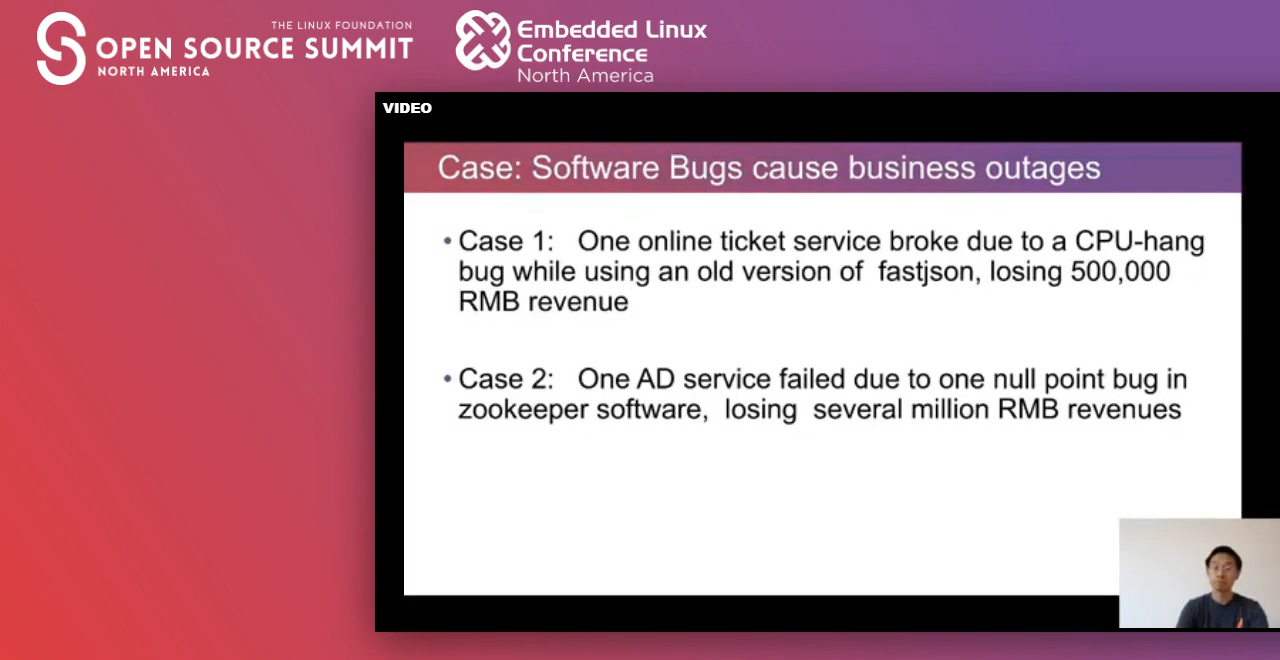 THE LINUX FOUNDATION
OPEN SOURCE SUMMIT
NORTH AMERICA
Embedded Linux
Conference
North America
VIDEO
Case: Software Bugs cause business outages
• Case 1: One online ticket service broke due to a CPU-hang
bug while using an old version of fastjson, losing 500,000
RMB revenue
• Case 2: One AD service failed due to one null point bug in
zookeeper software, losing several million RMB revenues